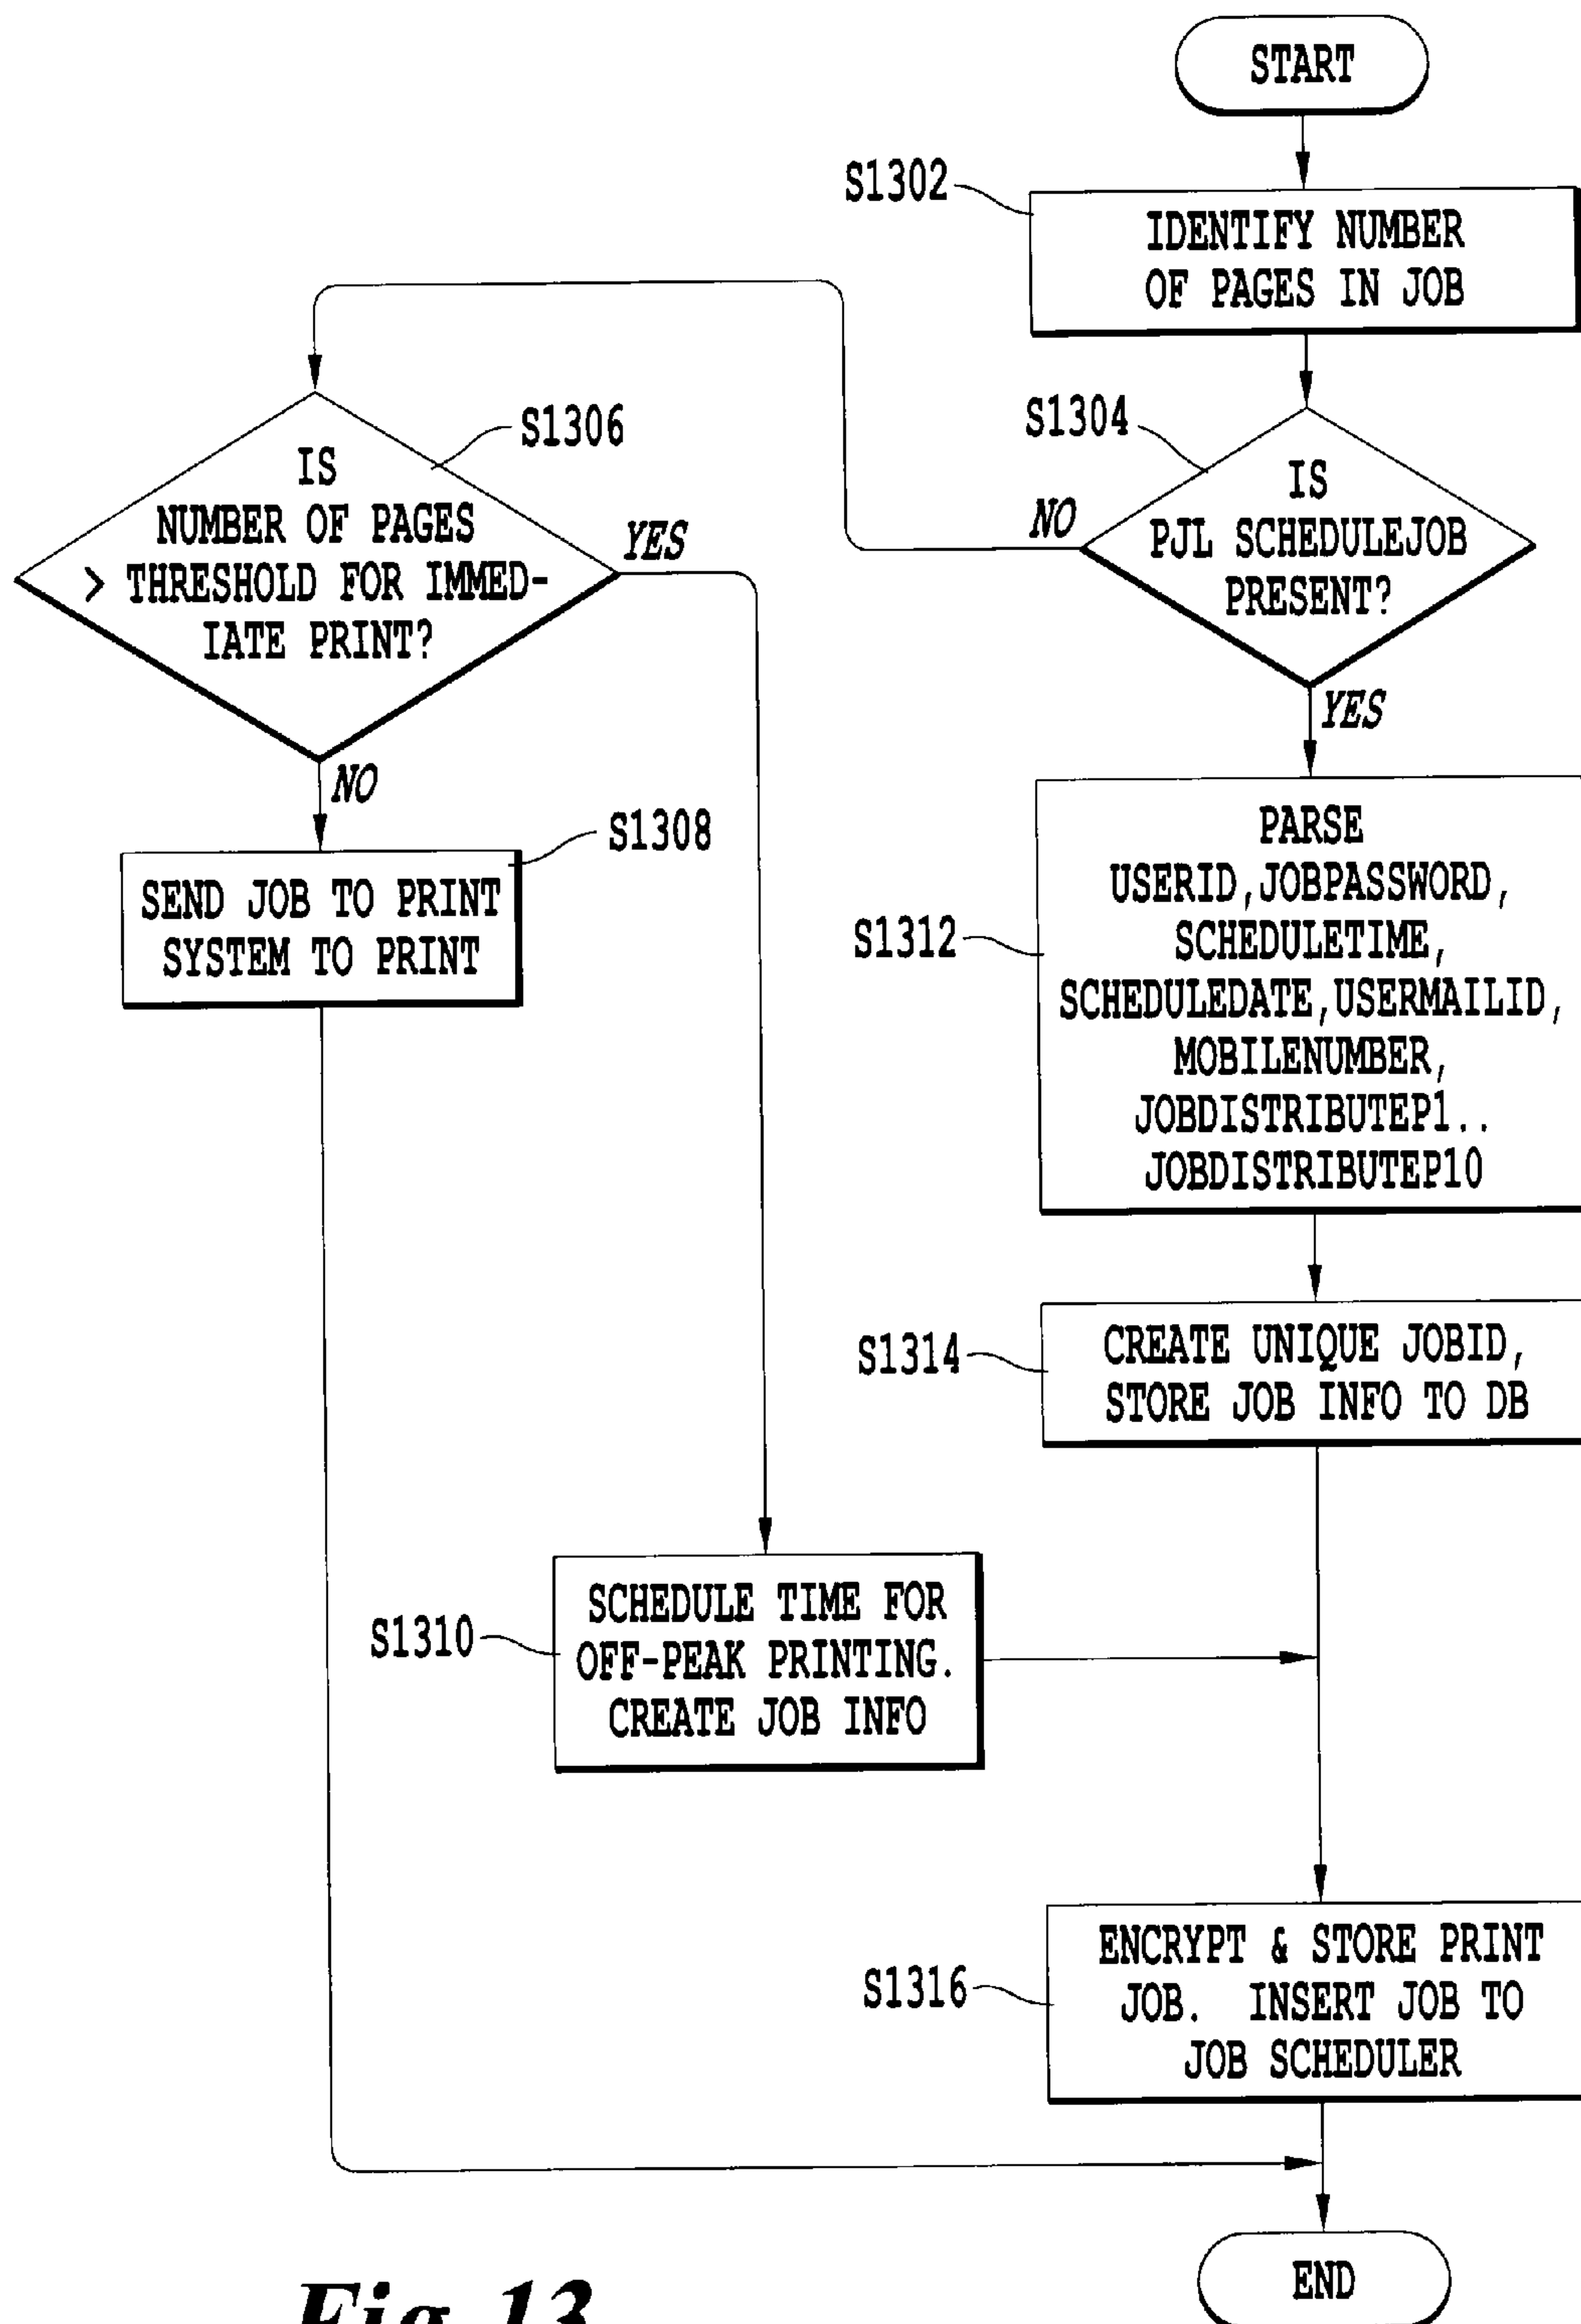 START
S1302
IDENTIFY NUMBER
OF PAGES IN JOB
S1304
IS
PJL SCHEDULEJOB
PRESENT?
NO
YES
S1306
IS
NUMBER OF PAGES
> THRESHOLD FOR IMMED-
IATE PRINT?
YES
NO
S1308
SEND JOB TO PRINT
SYSTEM TO PRINT
S1312
PARSE
USERID,JOBPASSWORD,
SCHEDULETIME,
SCHEDULEDATE,USERMAILID,
MOBILENUMBER,
JOBDISTRIBUTEP1..
JOBDISTRIBUTEP10
S1314
CREATE UNIQUE JOBID,
STORE JOB INFO TO DB
S1310
SCHEDULE TIME FOR
OFF-PEAK PRINTING.
CREATE JOB INFO
S1316
ENCRYPT & STORE PRINT
JOB. INSERT JOB TO
JOB SCHEDULER
END
Fig. 13